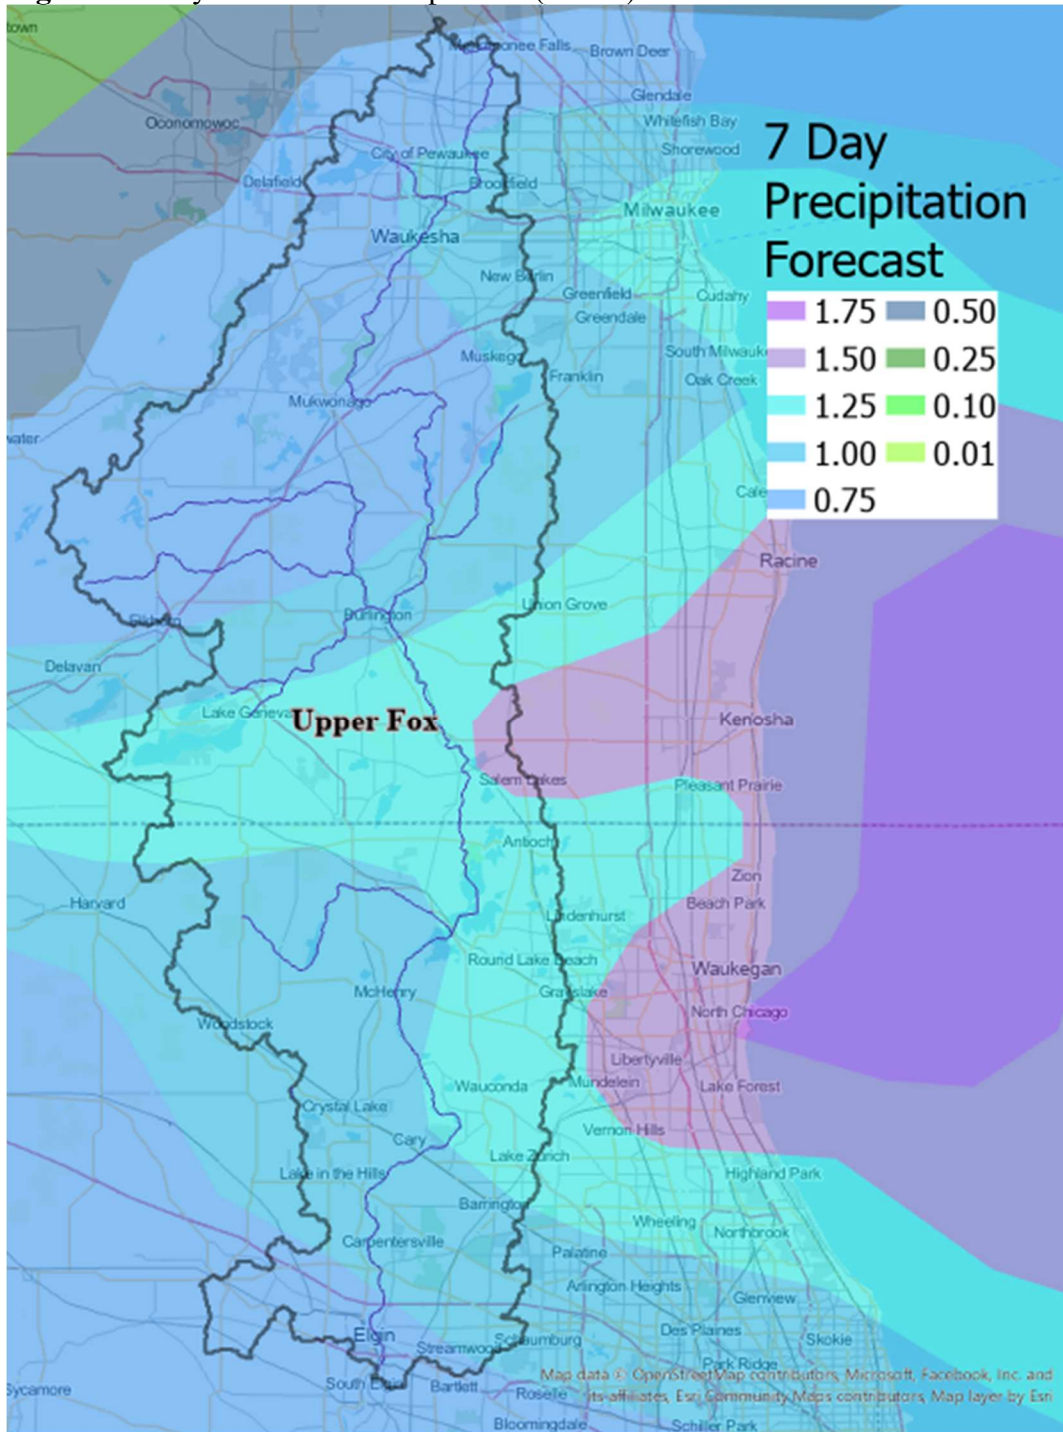 town
Menomonee Falls
Brown Deer
Glendale
Oconomowoc
Whitefish Bay
City of Pewaukee
Shorewood
7 Day
Delafield
Brookfield
Precipitation
Milwaukee
Waukesha
Forecast
New Berlin
Greenfield
Cudahy
Greendale
1.75
0.50
Muskego
South Milwauke
1.50
0.25
Franklin
Oak Creek
Mukwonago
1.25
0.10
water
1.00
0.01
Cale
0.75
Racine
Union Grove
Burlington
Elkhorn
Delavan
Lake Geneva
Upper Fox
Kenosha
Salem Lakes
Pleasant Prairie
Antioch
Zion
Harvard
Beach Park
Lindenhurst
Round Lake Beach
Waukegan
McHenry
Grayslake
North Chicago
Woodstock
Libertyville
Mundelein
Wauconda
Lake Forest
Crystal Lake
Vernon Hills
Cary
Lake Zurich
Lake in the Hills
Highland Park
Barrington
Wheeling
Northbrook
Carpentersville
Palatine
Arlington Heights
Glenview
Elgin
Des Plaines
Streamwood
Schaumburg
Skokie
Park Ridge
Map data © OpenStreetMap contributors, Microsoft, Facebook, Inc. and
its affiliates, Esri Community Maps contributors, Map layer by Esri
South Elgin
Bartlett
Sycamore
Roselle
Bloomingdale
Schiller Park